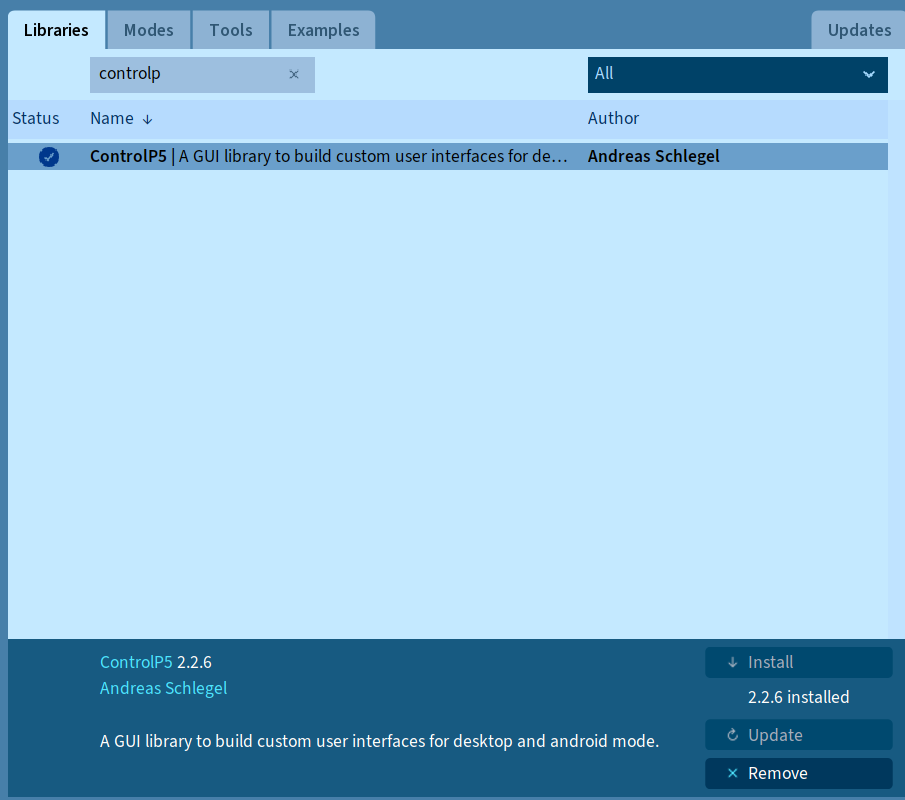 Libraries Modes Tools Examples Updates
controlp All
Status Name ↓ Author
ControlP5 | A GUI library to build custom user interfaces for de… Andreas Schlegel
ControlP5 2.2.6
Install
Andreas Schlegel
2.2.6 installed
A GUI library to build custom user interfaces for desktop and android mode.
Update
Remove